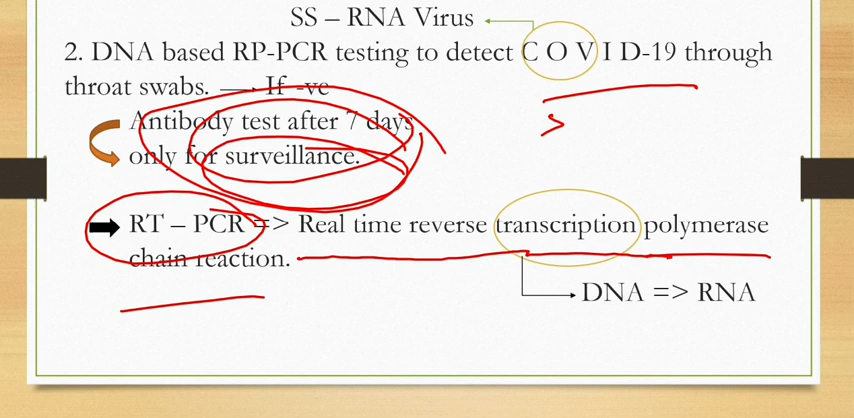 SS – RNA Virus
2. DNA based RP-PCR testing to detect C O V I D-19 through
throat swabs. —— If -ve
Antibody test after 7 days
only for surveillance.
RT – PCR => Real time reverse transcription polymerase
chain reaction.
DNA => RNA